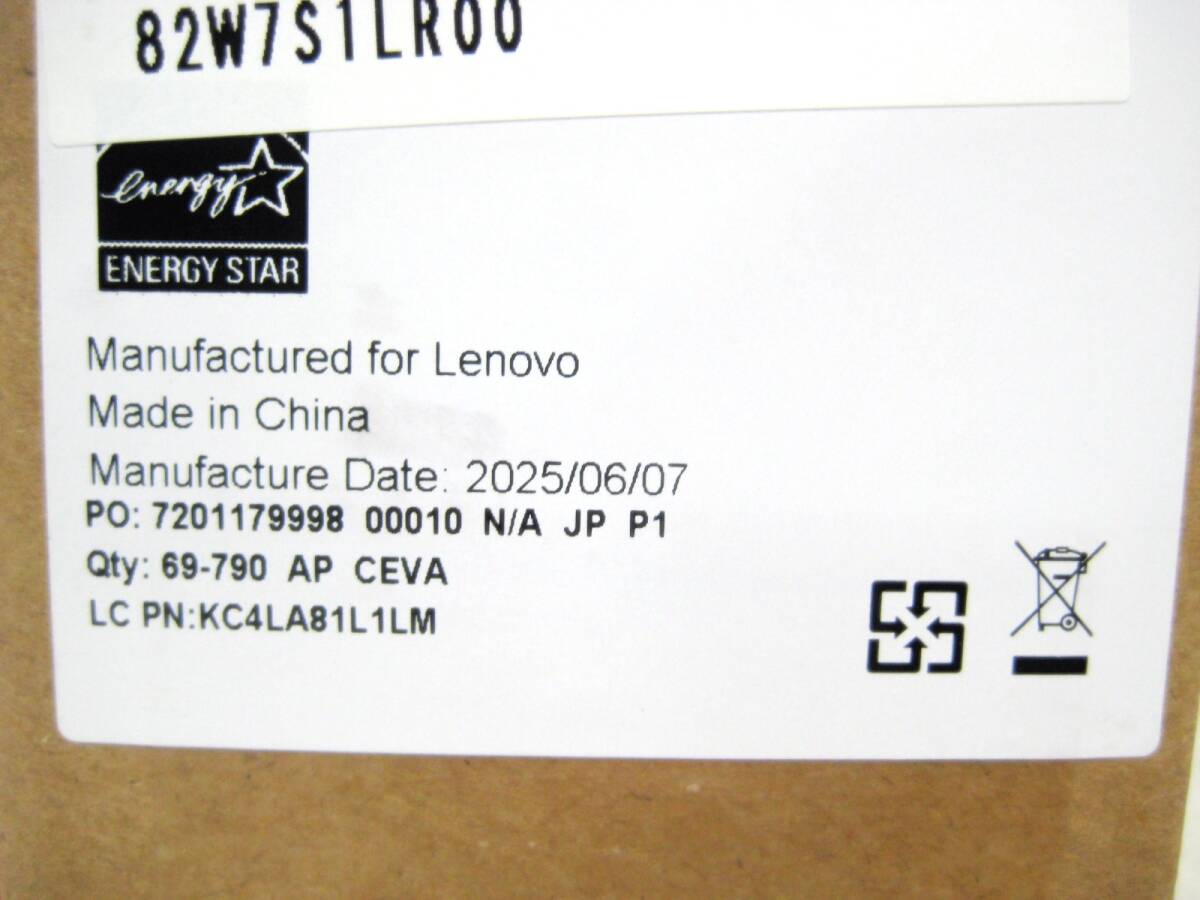 82W7S1LR00
energy
ENERGY STAR
Manufactured for Lenovo
Made in China
Manufacture Date: 2025/06/07
PO: 7201179998 00010 N/A JP P1
Qty: 69-790 AP CEVA
LC PN:KC4LA81L1LM